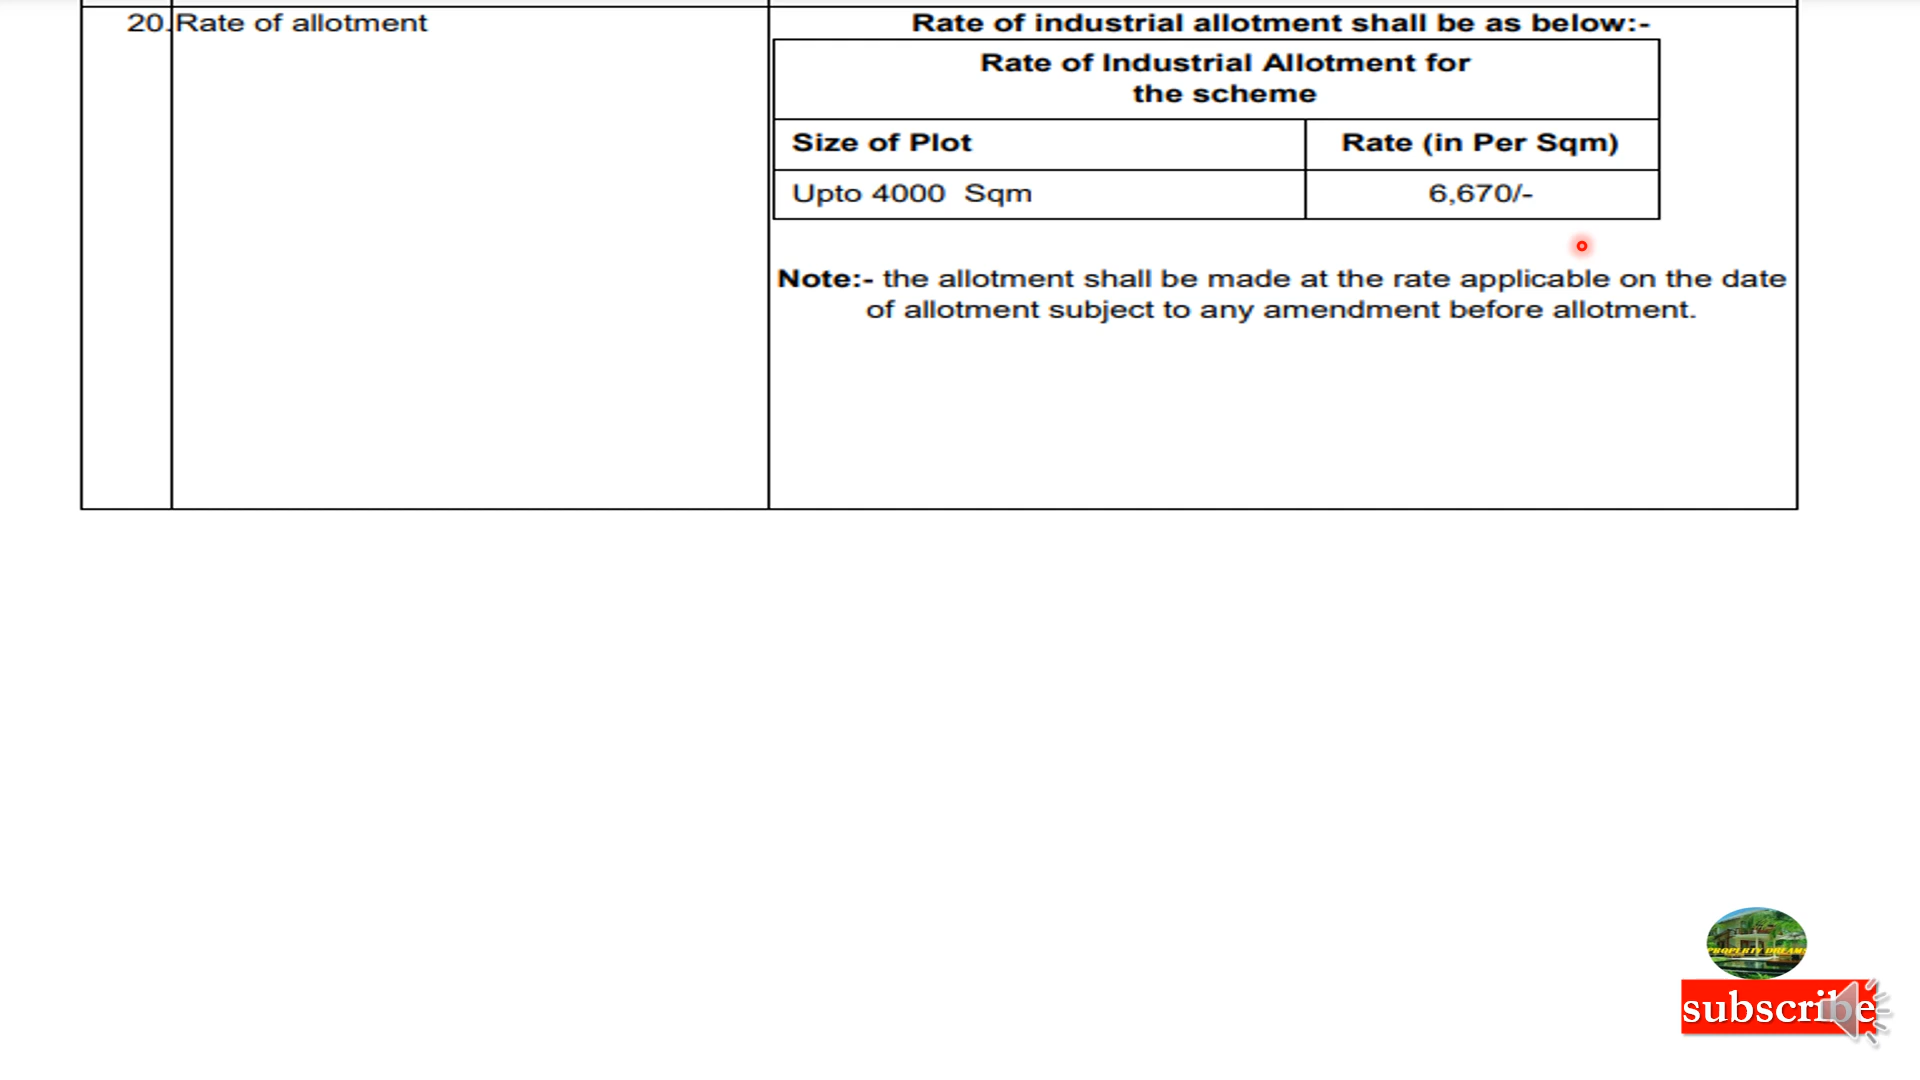 20. Rate of allotment
Rate of industrial allotment shall be as below:-
Rate of Industrial Allotment for
the scheme
Size of Plot
Rate (in Per Sqm)
Upto 4000 Sqm
6,670/-
Note:- the allotment shall be made at the rate applicable on the date
of allotment subject to any amendment before allotment.
PROPERTY DREAMS
subscribe